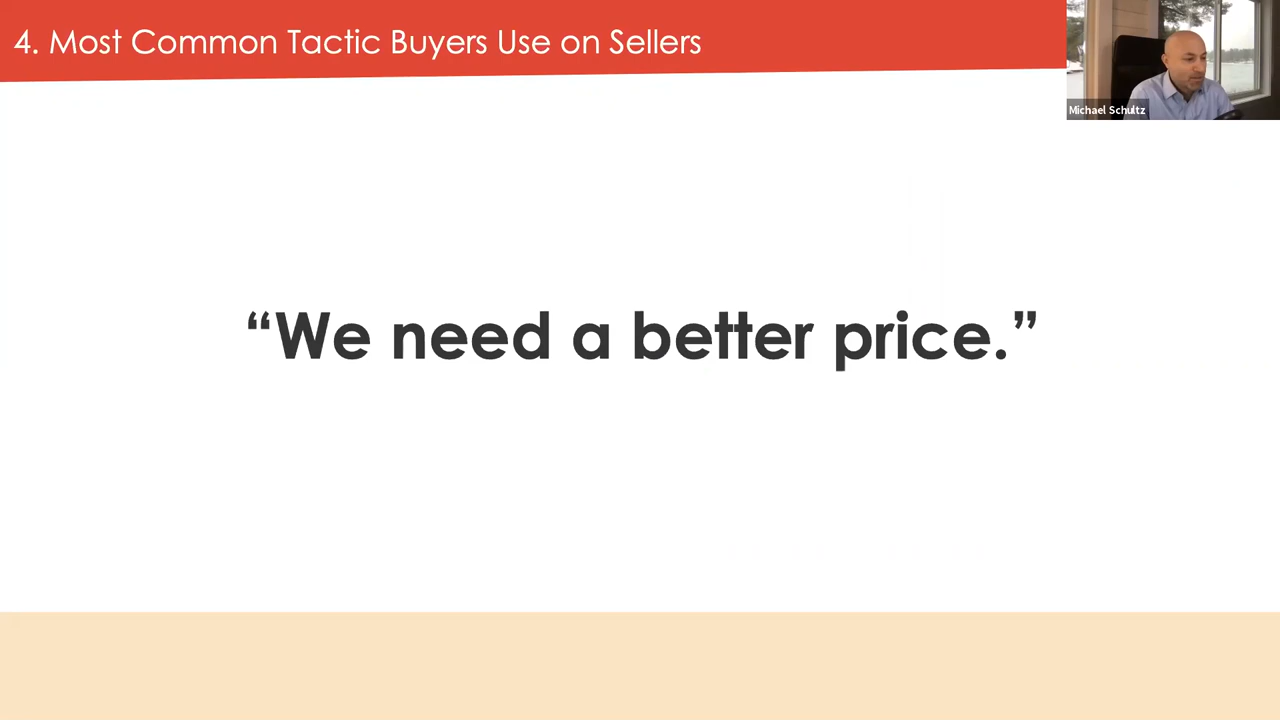 4. Most Common Tactic Buyers Use on Sellers
Michael Schultz
“We need a better price.”